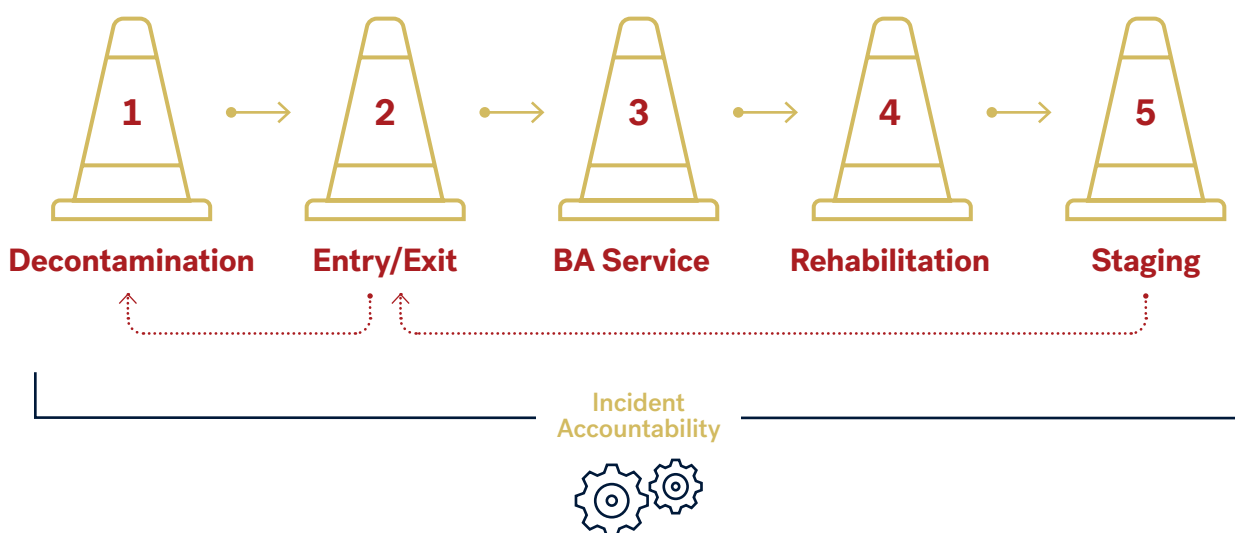 1
2
3
4
5
Decontamination
Entry/Exit
BA Service
Rehabilitation
Staging
Incident
Accountability